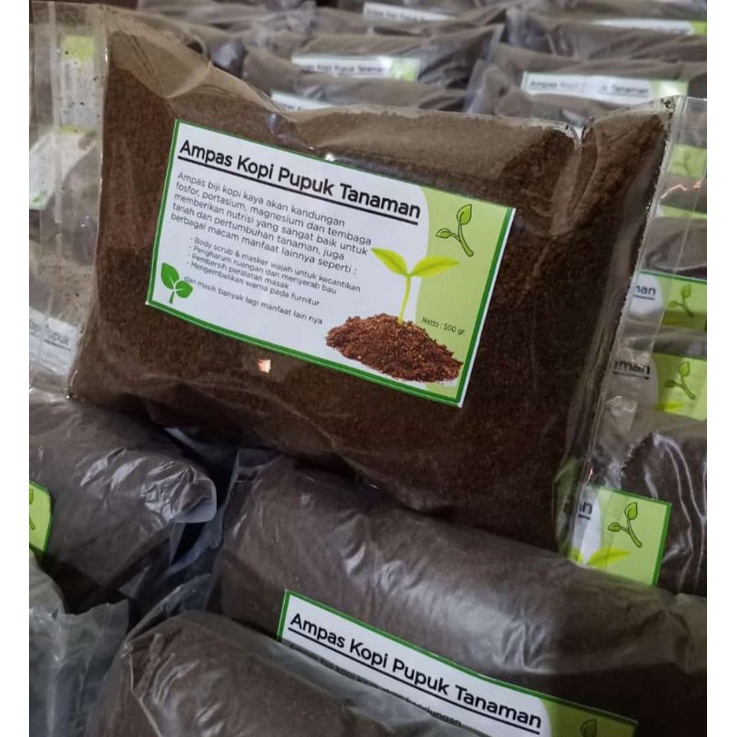 Ampas Kopi Pupuk Tanaman
Ampas biji kopi kaya akan kandungan
fosfor, portasium, magnesium dan tembaga
memberikan nutrisi yang sangat baik untuk
tanah dan pertumbuhan tanaman, juga
berbagai macam manfaat lainnya seperti :
- Body scrub & masker wajah untuk kecantikan
- Pengharum ruangan dan menyerab bau
- Pembersih peralatan masak
- Mengembalikan warna pada furnitur
dan masih banyak lagi manfaat lain nya
Netto : 500 gr
Ampas Kopi Pupuk Tanaman
Ampas Kopi Pupuk Tanaman